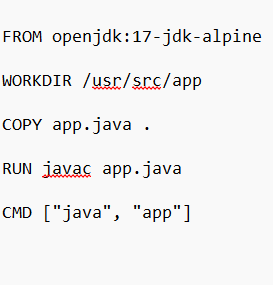 FROM openjdk:17-jdk-alpine
WORKDIR /usr/src/app
COPY app.java .
RUN javac app.java
CMD ["java", "app"]